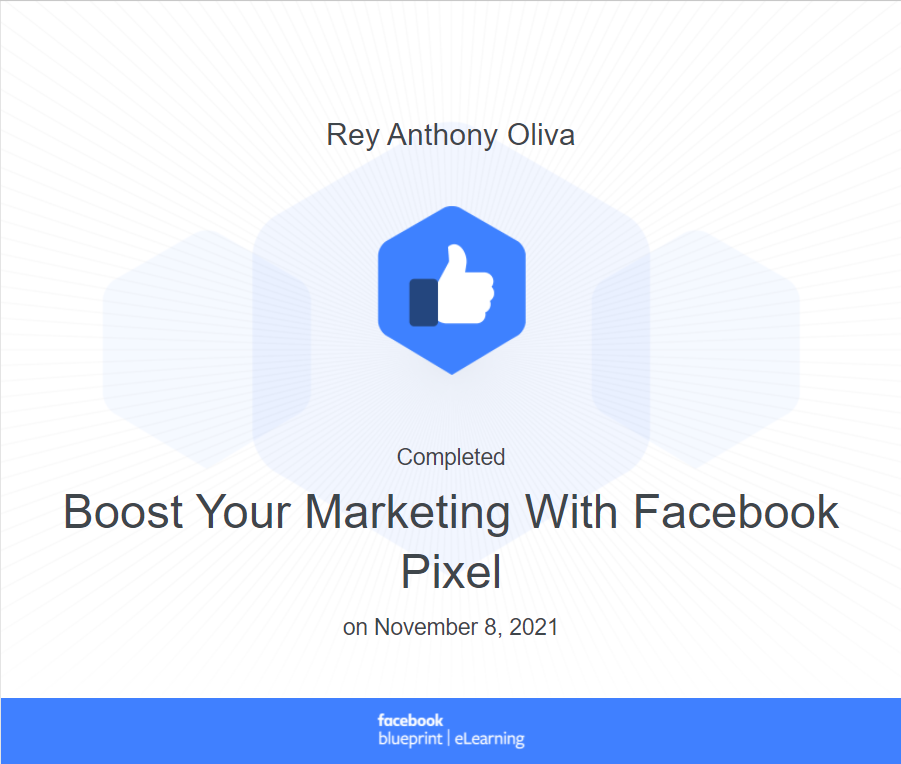 Rey Anthony Oliva
Completed
Boost Your Marketing With Facebook
Pixel
on November 8, 2021
facebook
blueprint | eLearning